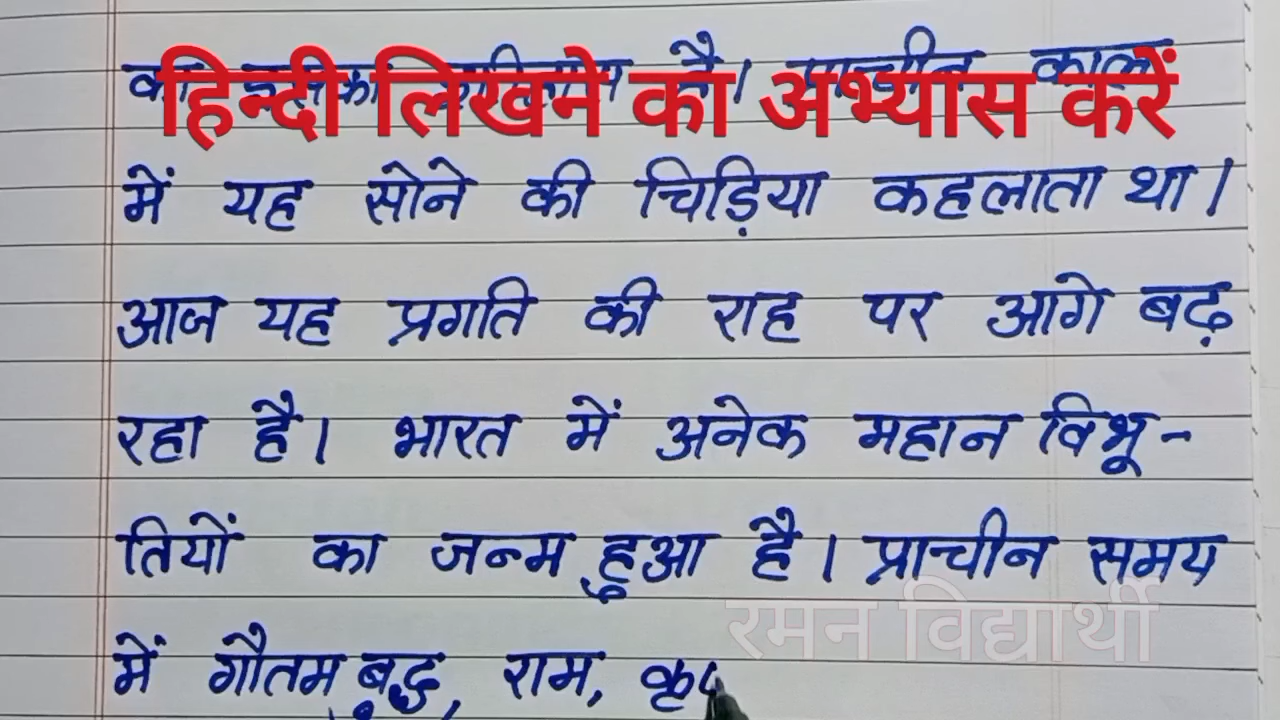 हिन्दी लिखने का अभ्यास करें
है। प्राचीन काल
में यह सोने की चिड़िया कहलाता था।
आज यह प्रगति की राह पर आगे बढ़
रहा है। भारत में अनेक महान विभू-
तियों का जन्म हुआ है। प्राचीन समय
रमन विद्यार्थी
में गौतम बुद्ध, राम, कृ